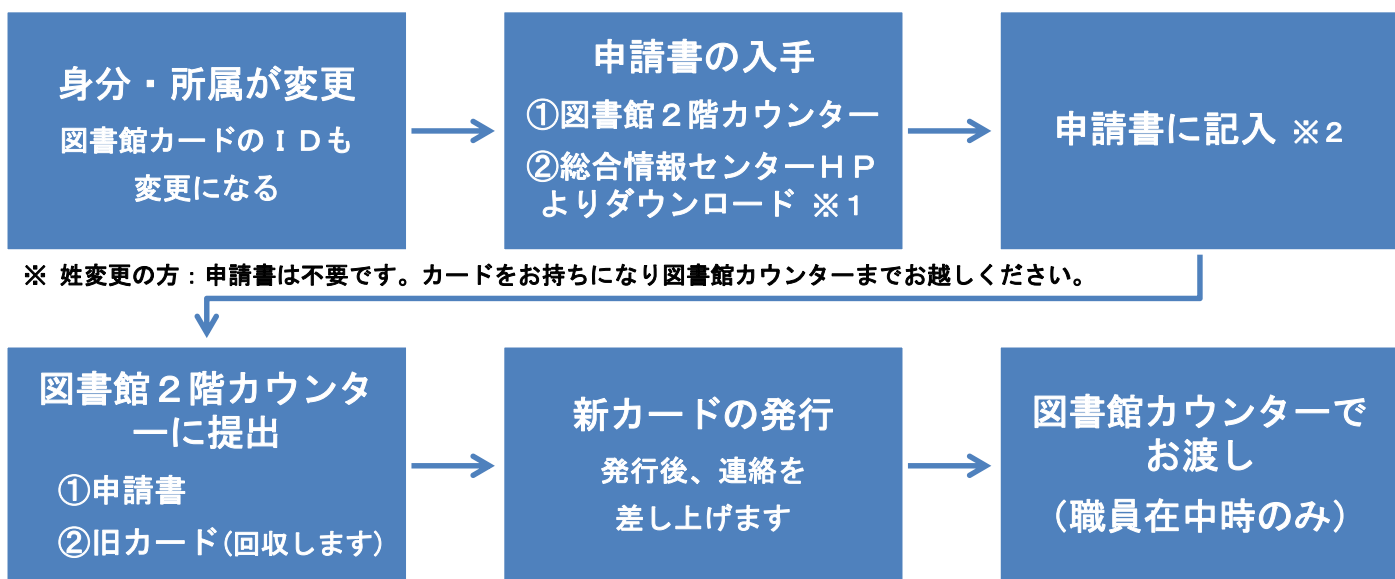 身分・所属が変更
図書館カードのＩＤも
変更になる
申請書の入手
①図書館２階カウンター
②総合情報センターＨＰ
よりダウンロード ※１
申請書に記入 ※２
※ 姓変更の方：申請書は不要です。カードをお持ちになり図書館カウンターまでお越しください。
図書館２階カウンタ
ーに提出
①申請書
②旧カード(回収します)
新カードの発行
発行後、連絡を
差し上げます
図書館カウンターで
お渡し
（職員在中時のみ）